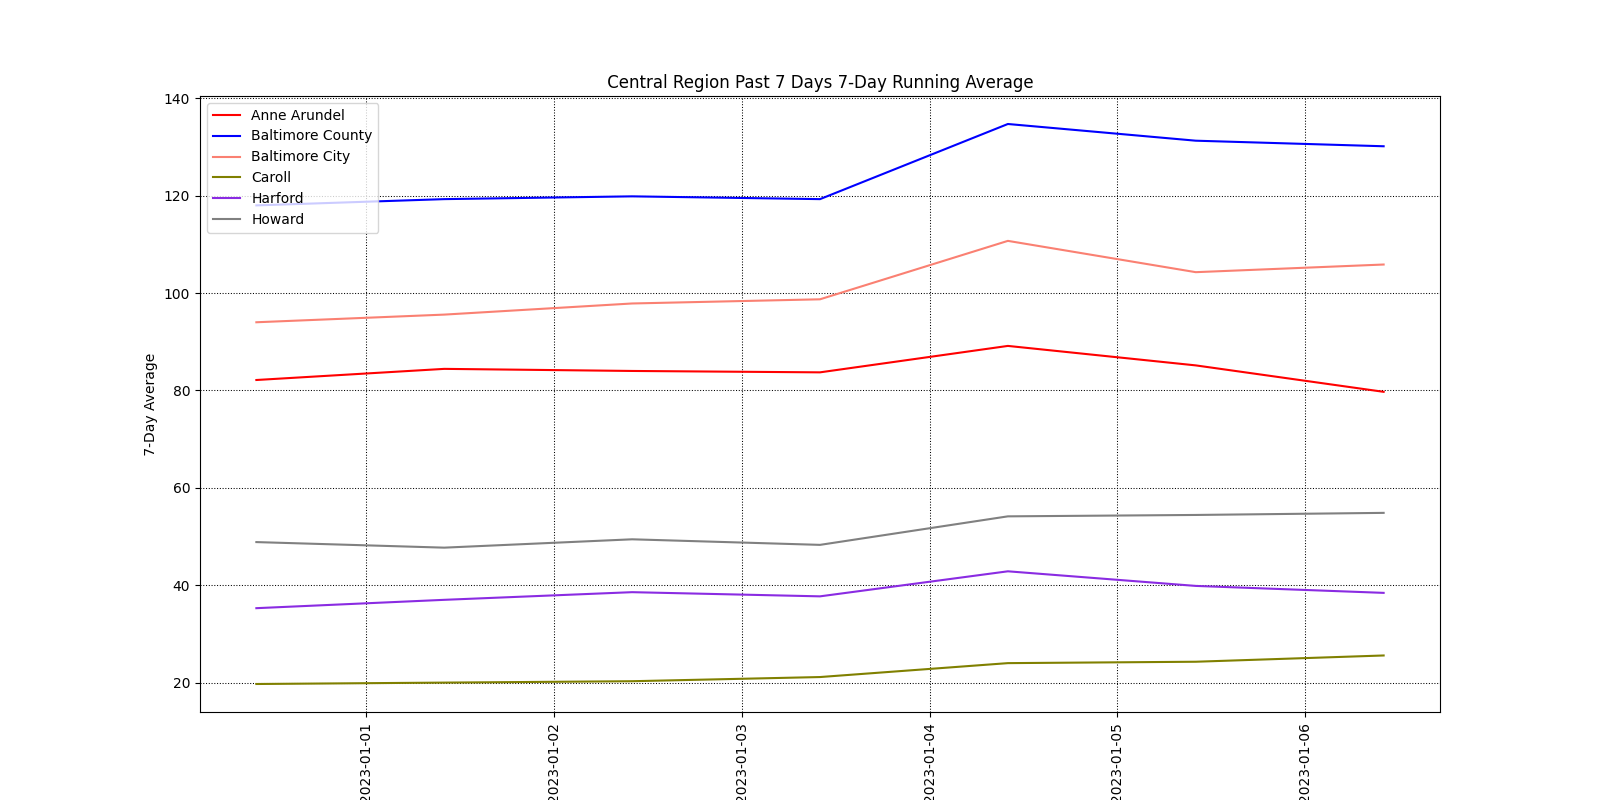 Central Region Past 7 Days 7-Day Running Average
140
120
100
80
60
40
20
7-Day Average
Anne Arundel
Baltimore County
Baltimore City
Caroll
Harford
Howard
2023-01-01
2023-01-02
2023-01-03
2023-01-04
2023-01-05
2023-01-06